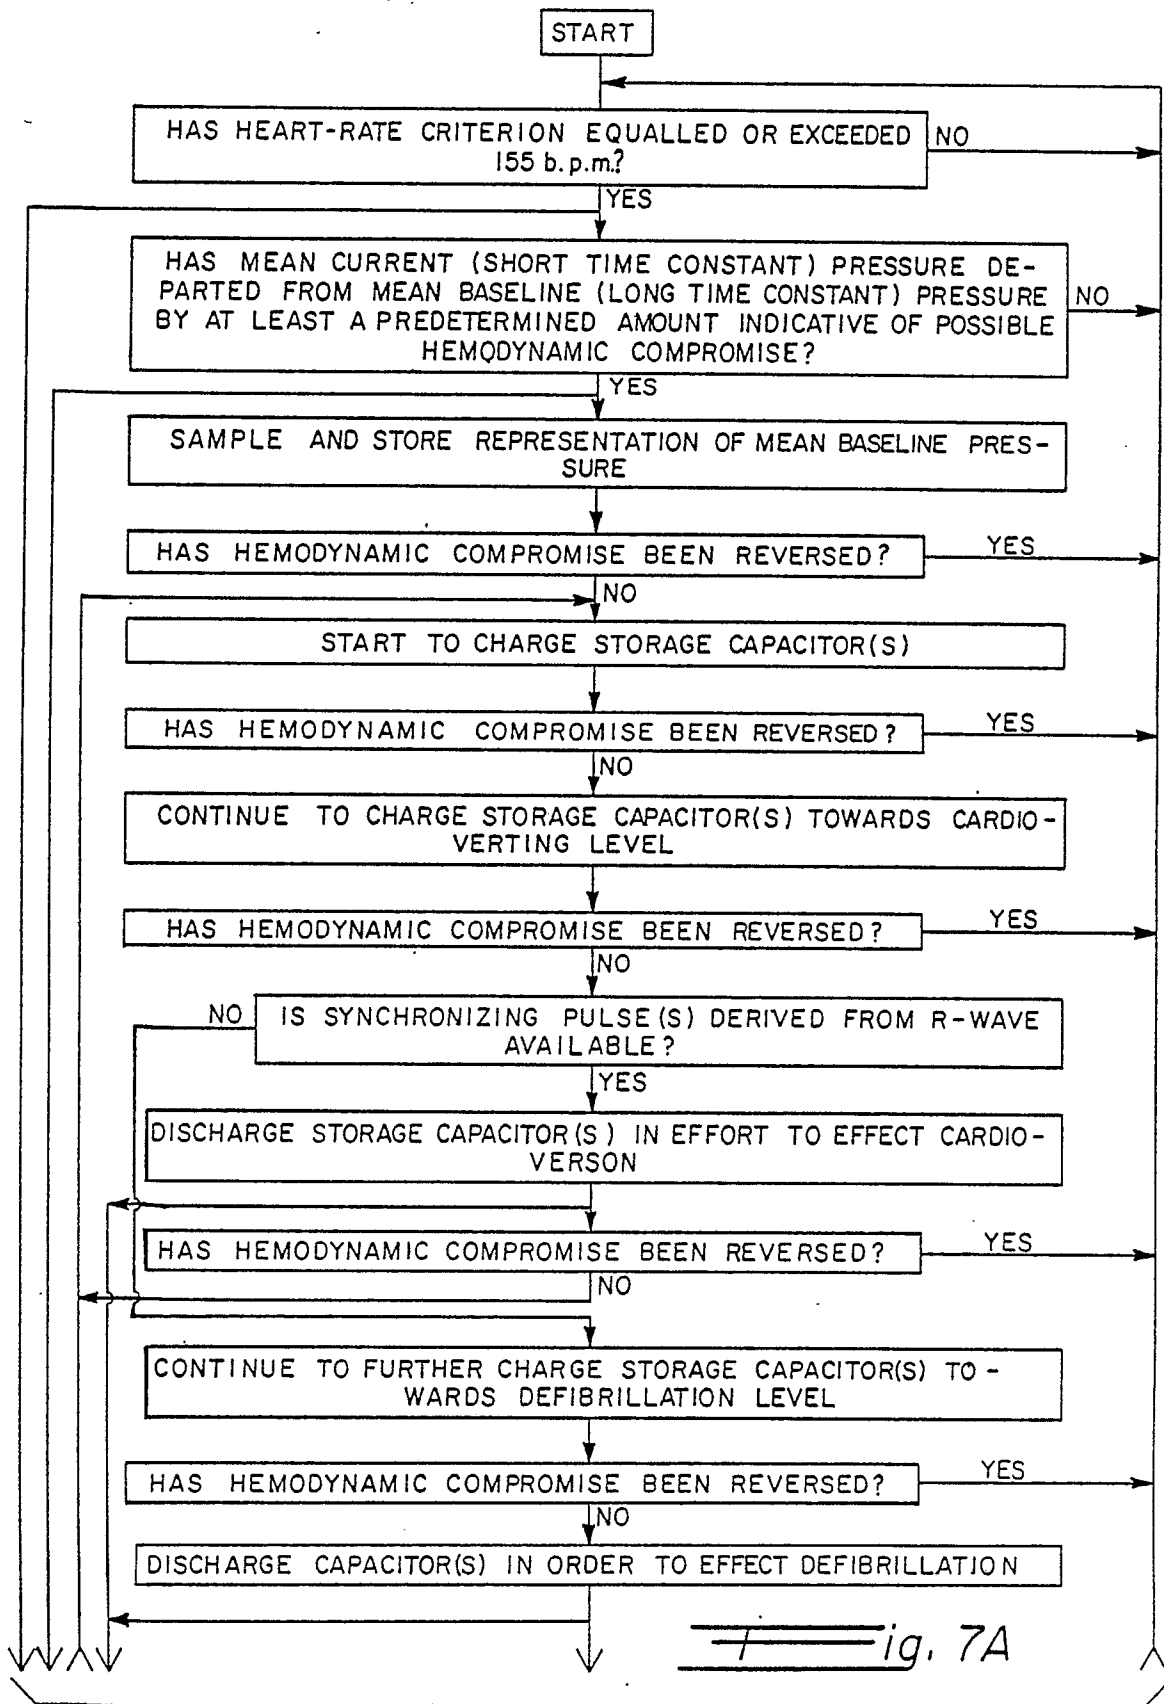 START
HAS HEART-RATE CRITERION EQUALLED OR EXCEEDED
155 b.p.m.?
NO
YES
HAS MEAN CURRENT (SHORT TIME CONSTANT) PRESSURE DE-
PARTED FROM MEAN BASELINE (LONG TIME CONSTANT) PRESSURE
BY AT LEAST A PREDETERMINED AMOUNT INDICATIVE OF POSSIBLE
HEMODYNAMIC COMPROMISE?
NO
YES
SAMPLE AND STORE REPRESENTATION OF MEAN BASELINE PRES-
SURE
HAS HEMODYNAMIC COMPROMISE BEEN REVERSED?
YES
NO
START TO CHARGE STORAGE CAPACITOR(S)
HAS HEMODYNAMIC COMPROMISE BEEN REVERSED?
YES
NO
CONTINUE TO CHARGE STORAGE CAPACITOR(S) TOWARDS CARDIO-
VERTING LEVEL
HAS HEMODYNAMIC COMPROMISE BEEN REVERSED?
YES
NO
NO
IS SYNCHRONIZING PULSE(S) DERIVED FROM R-WAVE
AVAILABLE?
YES
DISCHARGE STORAGE CAPACITOR(S) IN EFFORT TO EFFECT CARDIO-
VERSON
HAS HEMODYNAMIC COMPROMISE BEEN REVERSED?
YES
NO
CONTINUE TO FURTHER CHARGE STORAGE CAPACITOR(S) TO-
WARDS DEFIBRILLATION LEVEL
HAS HEMODYNAMIC COMPROMISE BEEN REVERSED?
YES
NO
DISCHARGE CAPACITOR(S) IN ORDER TO EFFECT DEFIBRILLATION
Fig. 7A